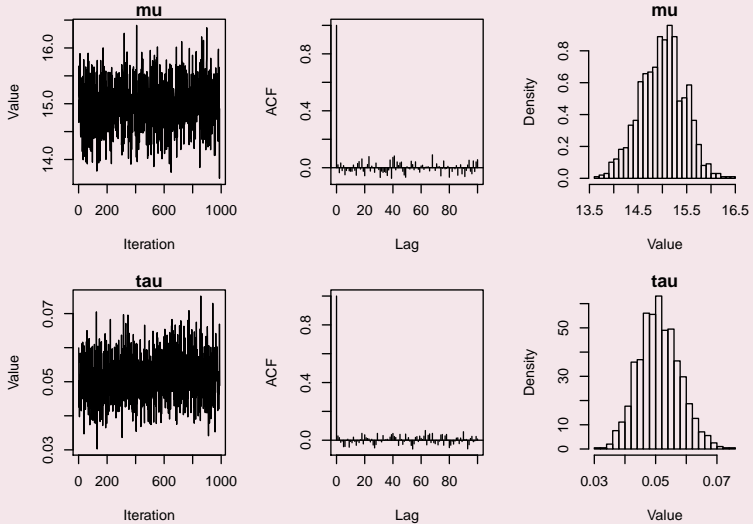 mu
Value
14.0 15.0 16.0
0 200 600 1000
Iteration
ACF
0.0 0.4 0.8
0 20 40 60 80
Lag
mu
Density
0.0 0.2 0.4 0.6 0.8
13.5 14.5 15.5 16.5
Value
tau
Value
0.03 0.05 0.07
0 200 600 1000
Iteration
ACF
0.0 0.4 0.8
0 20 40 60 80
Lag
tau
Density
0 10 30 50
0.03 0.05 0.07
Value